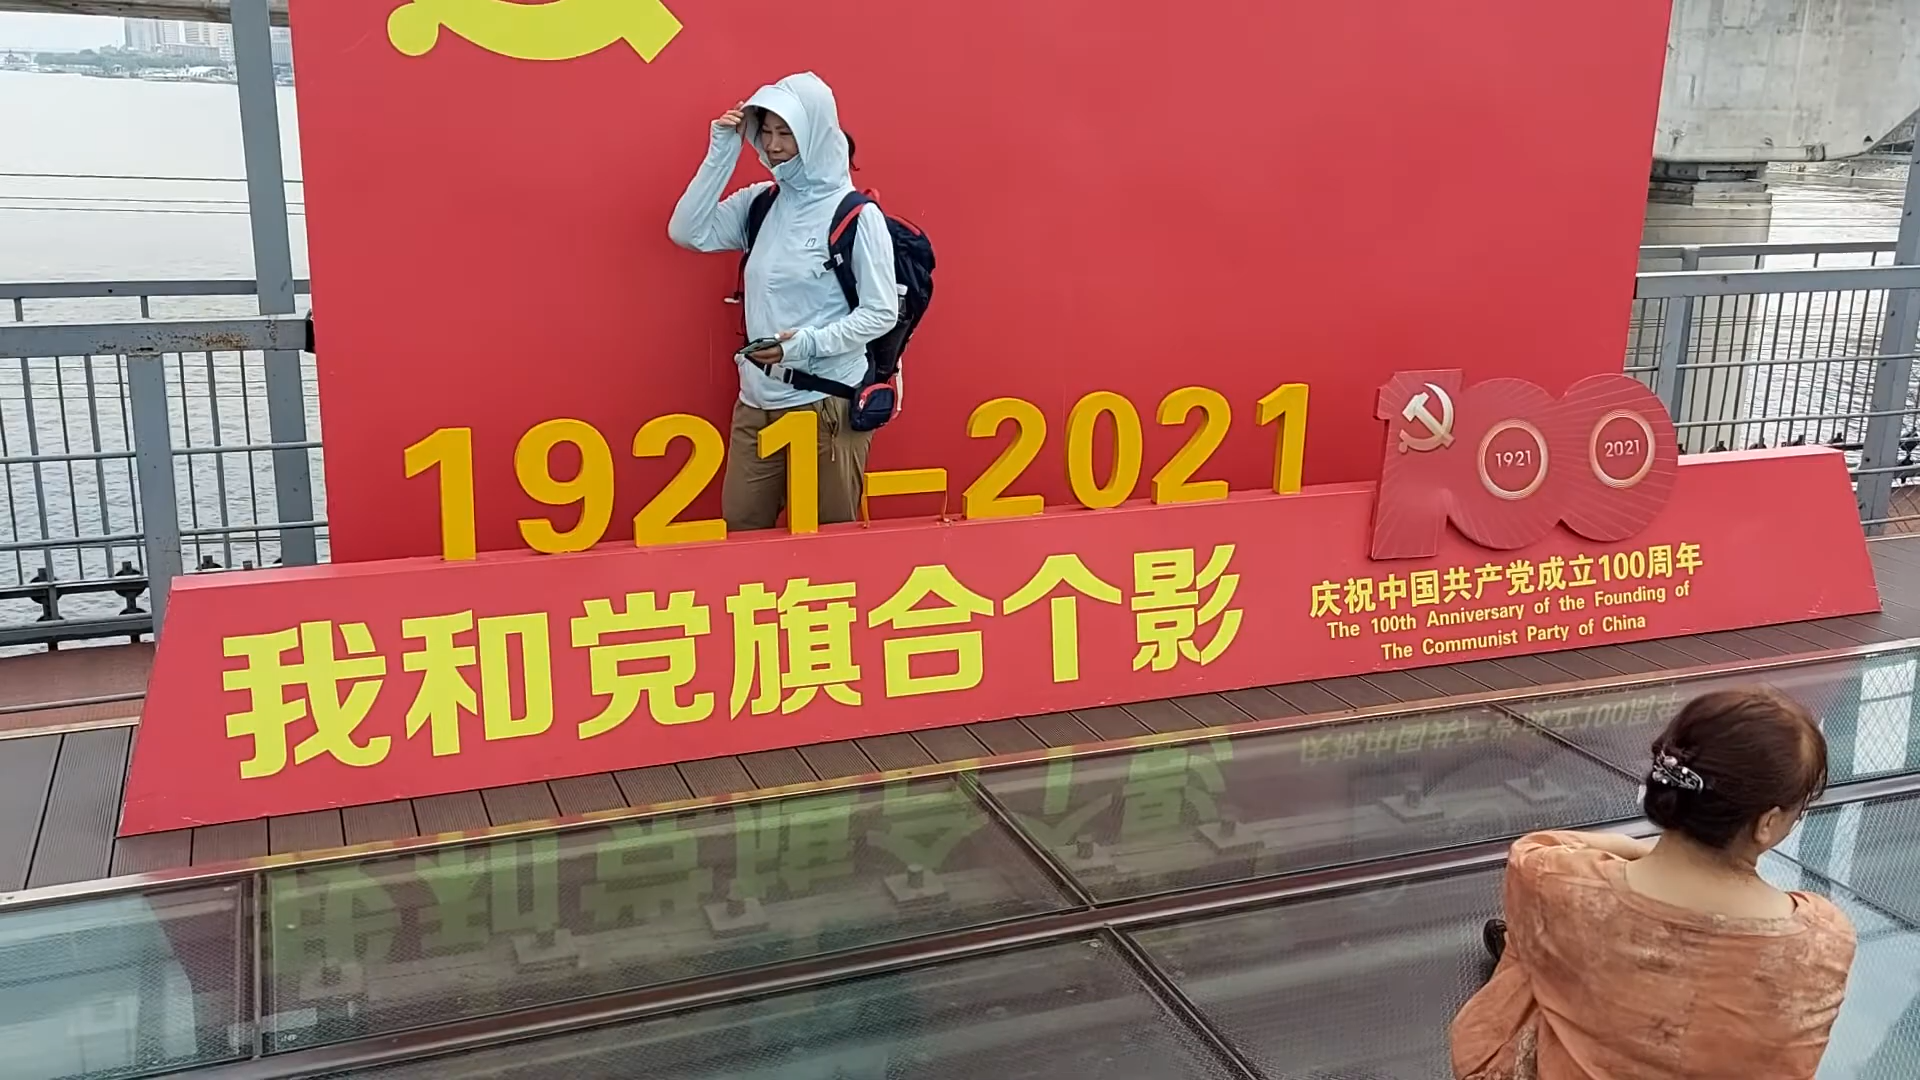 1921-2021
1921
2021
我和党旗合个影
庆祝中国共产党成立100周年
The 100th Anniversary of the Founding of
The Communist Party of China